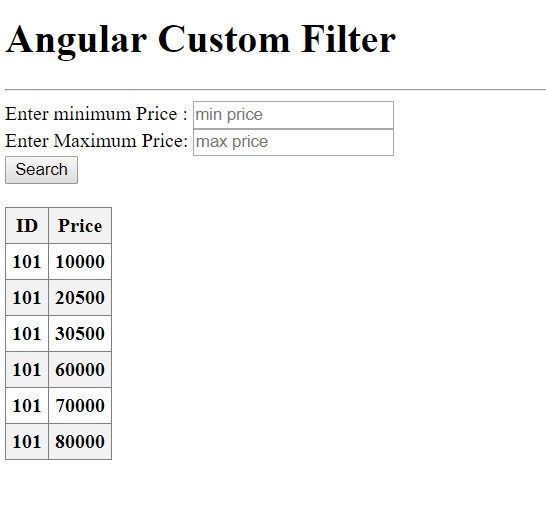 Angular Custom Filter
Enter minimum Price : min price
Enter Maximum Price: max price
Search
ID Price
101 10000
101 20500
101 30500
101 60000
101 70000
101 80000